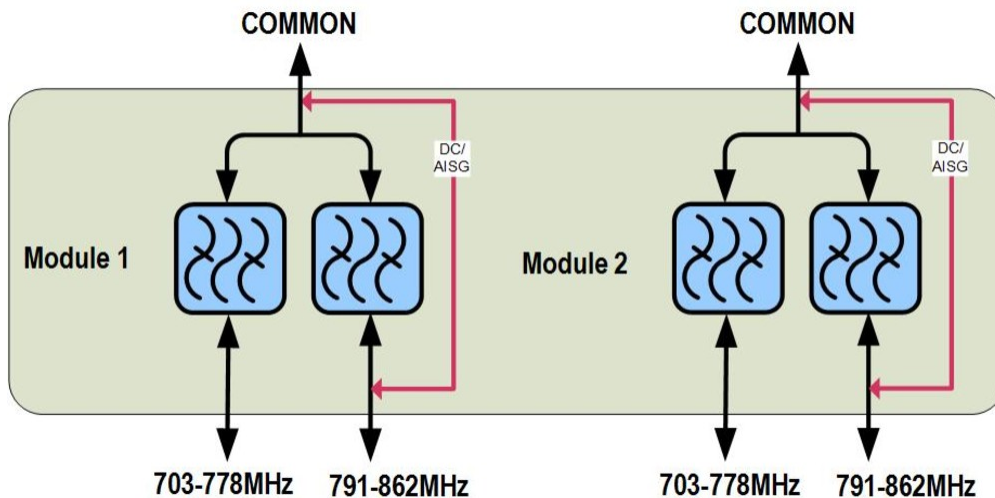 COMMON
COMMON
DC/
AISG
DC/
AISG
Module 1
Module 2
703-778MHz
791-862MHz
703-778MHz
791-862MHz